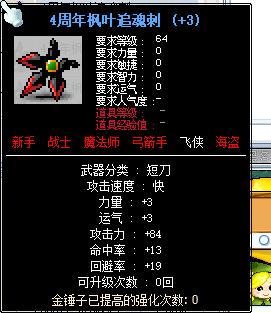 4周年枫叶追魂刺 (+3)
要求等级 : 64
要求力量 : 0
要求敏捷 : 0
要求智力 : 0
要求运气 : 0
要求人气度 : -
道具等级 : -
道具经验值 : -
新手 战士 魔法师 弓箭手 飞侠 海盗
武器分类 : 短刀
攻击速度 : 快
力量 : +3
运气 : +3
攻击力 : +84
命中率 : +13
回避率 : +19
可升级次数 : 0回
金锤子已提高的强化次数: 0